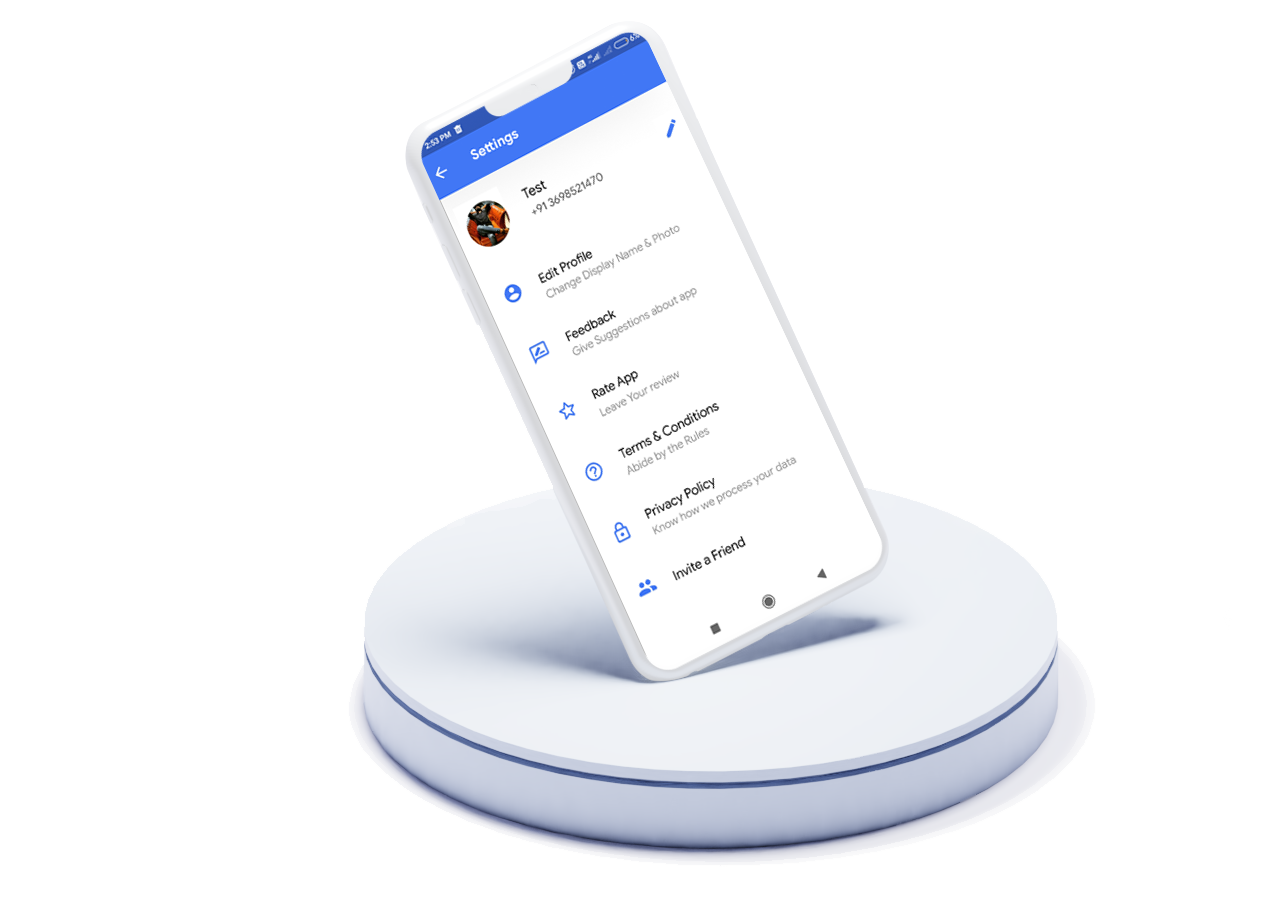 2:53 PM
Settings
Test
+91 3698521470
Edit Profile
Change Display Name & Photo
Feedback
Give Suggestions about app
Rate App
Leave Your review
Terms & Conditions
Abide by the Rules
Privacy Policy
Know how we process your data
Invite a Friend